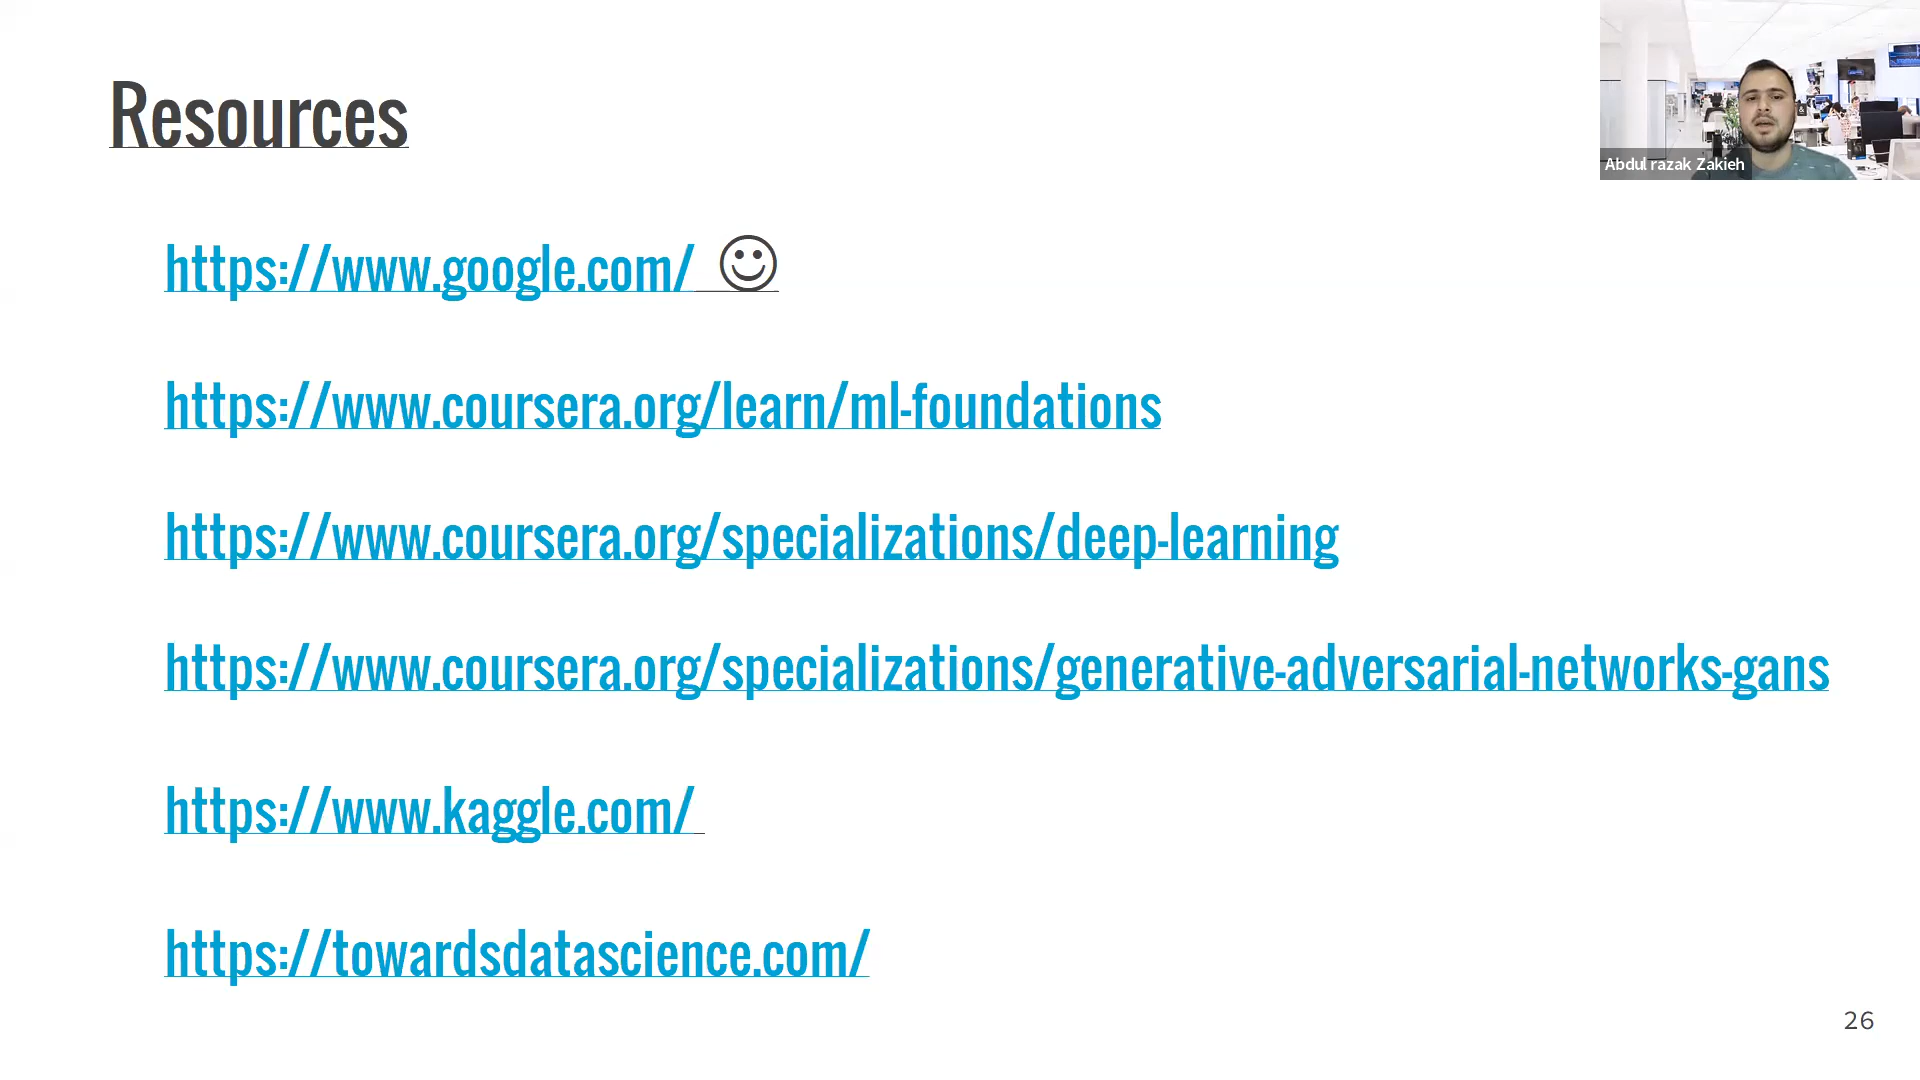 Resources
Abdul razak Zakieh
https://www.google.com/ ☺
https://www.coursera.org/learn/ml-foundations
https://www.coursera.org/specializations/deep-learning
https://www.coursera.org/specializations/generative-adversarial-networks-gans
https://www.kaggle.com/
https://towardsdatascience.com/
26